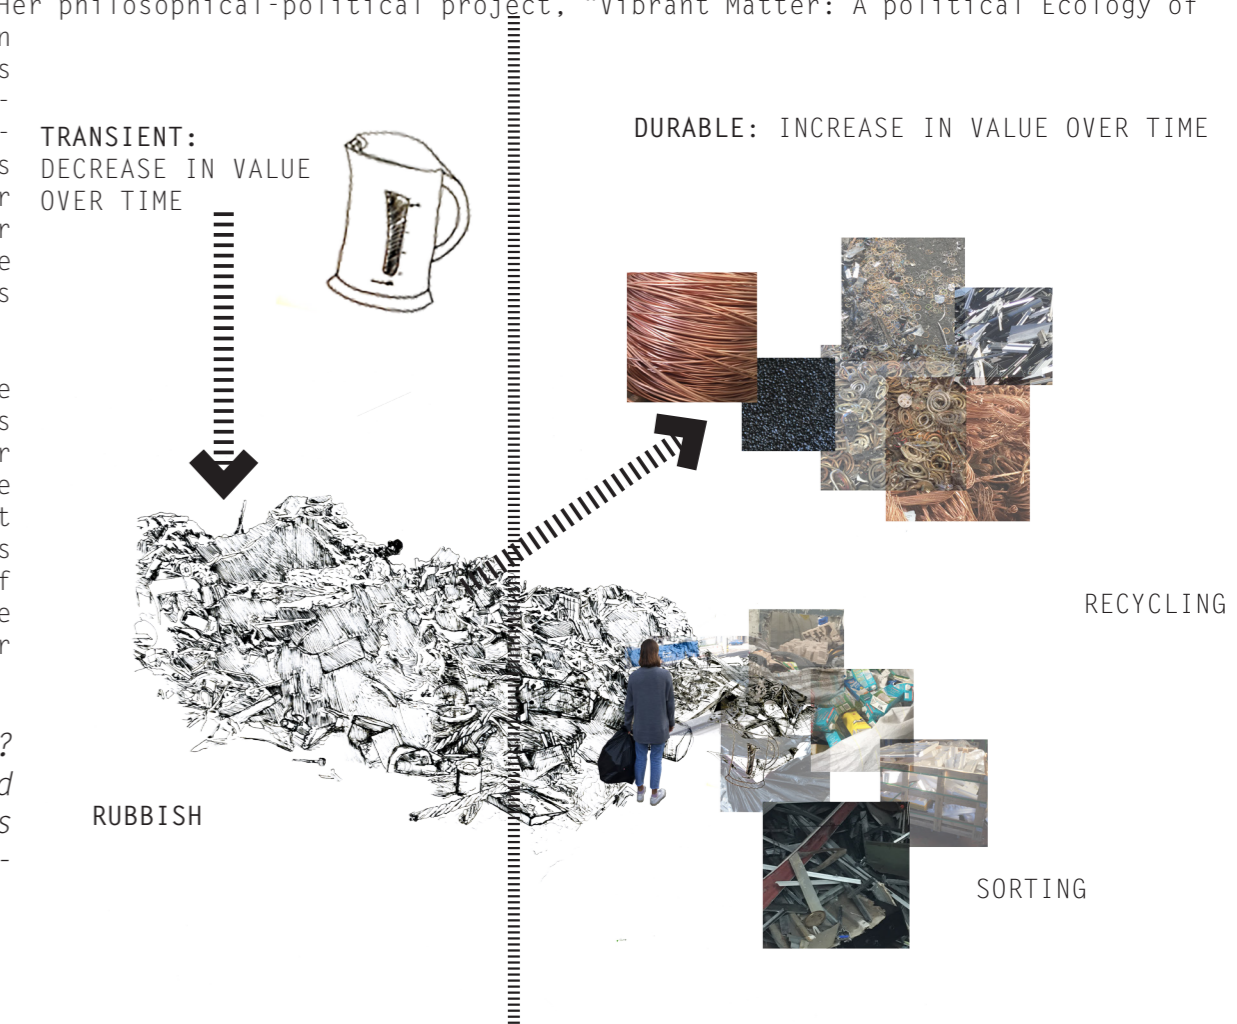 Her philosophical-political project, "Vibrant Matter: A political Ecology of
n
s
-
-
s
r
r
e
s
e
s
r
e
t
s
f
e
r
?
d
s
-
TRANSIENT:
DECREASE IN VALUE
OVER TIME
DURABLE: INCREASE IN VALUE OVER TIME
RECYCLING
RUBBISH
SORTING